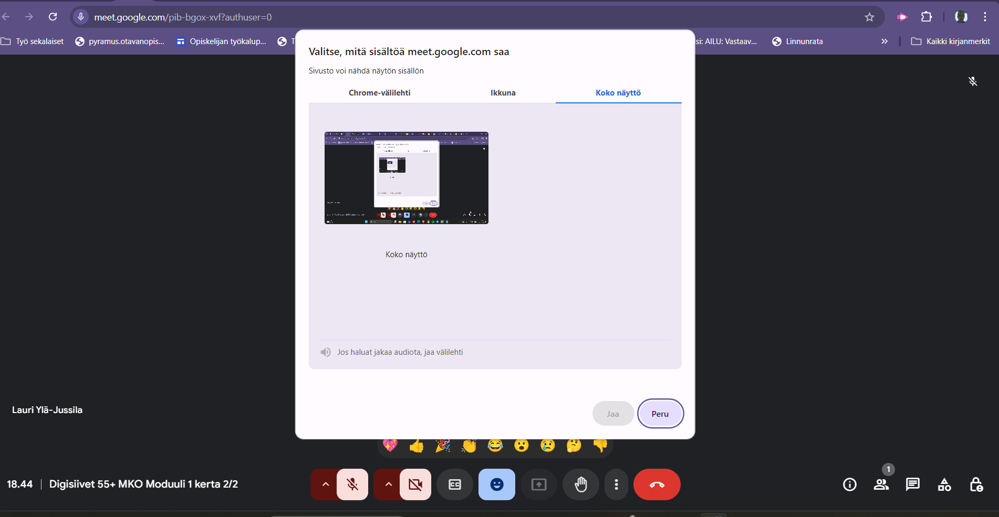 meet.google.com/pib-bgox-xvf?authuser=0
Työ sekalaiset
pyramus.otavanopis...
Opiskelijan työkalup...
si: AILU: Vastaav...
Linnunrata
Kaikki kirjanmerkit
Valitse, mitä sisältöä meet.google.com saa
Sivusto voi nähdä näytön sisällön
Chrome-välilehti
Ikkuna
Koko näyttö
Koko näyttö
Jos haluat jakaa audiota, jaa välilehti
Jaa
Peru
Lauri Ylä-Jussila
18.44
Digisiivet 55+ MKO Moduuli 1 kerta 2/2
CC
1